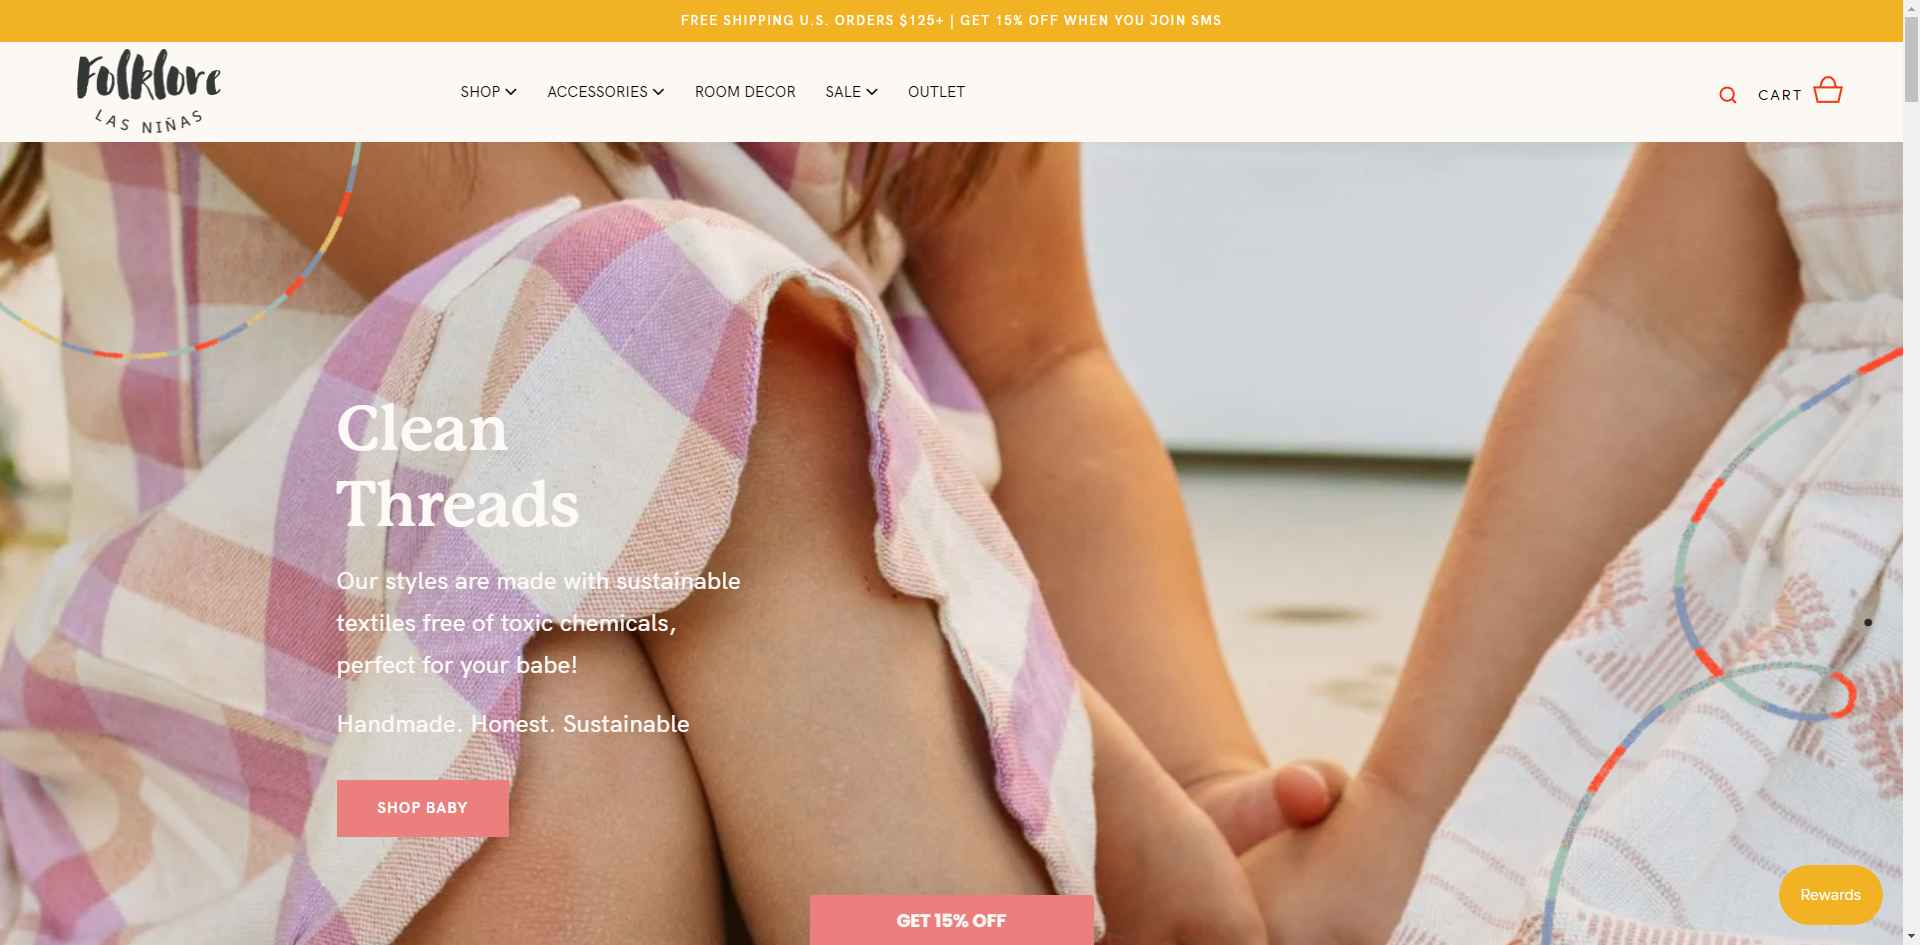 FREE SHIPPING U.S. ORDERS $125+ | GET 15% OFF WHEN YOU JOIN SMS
Folklore
LAS NIÑAS
SHOP
ACCESSORIES
ROOM DECOR
SALE
OUTLET
CART
Clean
Threads
Our styles are made with sustainable
textiles free of toxic chemicals,
perfect for your babe!
Handmade. Honest. Sustainable
SHOP BABY
GET 15% OFF
Rewards